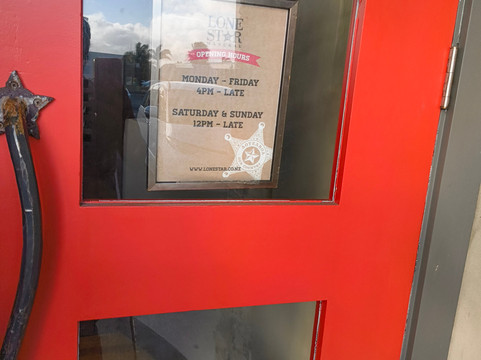 LONE
STAR
OPENING HOURS
MONDAY - FRIDAY
4PM - LATE
SATURDAY & SUNDAY
12PM - LATE
WWW.LONESTAR.CO.NZ